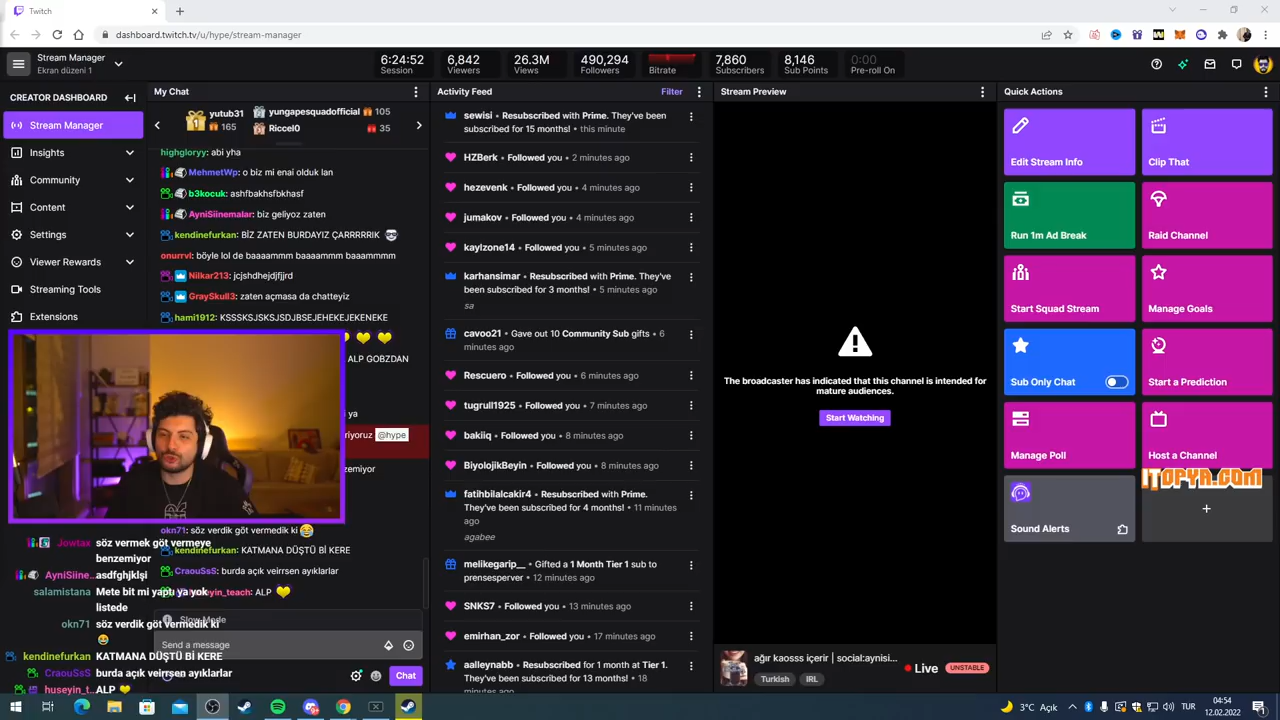 Twitch
dashboard.twitch.tv/u/hype/stream-manager
Stream Manager
Ekran düzeni 1
6:24:52
Session
6,842
Viewers
26.3M
Views
490,294
Followers
Bitrate
7,860
Subscribers
8,146
Sub Points
0:00
Pre-roll On
CREATOR DASHBOARD
Stream Manager
Insights
Community
Content
Settings
Viewer Rewards
Streaming Tools
Extensions
My Chat
yutub31
165
yungapesquadofficial 105
Riccel0 35
highgloryy: abi yha
MehmetWp: o biz mi enai olduk lan
b3kocuk: ashfbakhsfbkhasf
AyniSiinemalar: biz geliyoz zaten
kendinefurkan: BİZ ZATEN BURDAYIZ ÇARRRRIK
onurrvl: böyle lol de baaaammm baaaammm baaaammm
Nilkar213: jcjshdhejdjfjjrd
GraySkull3: zaten açmasa da chatteyiz
hami1912: KSSSKSJSKSJSDJBSEJEHEKEJEKENEKE
ALP GOBZDAN
i ya
riyoruz @hype
zemiyor
okn71: söz verdik göt vermedik ki
kendinefurkan: KATMANA DÜŞTÜ Bİ KERE
CraouSsS: burda açık veirrsen ayıklarlar
huseyin_teach: ALP
Slow Mode
Send a message
Chat
Jowtax söz vermek göt vermeye
benzemiyor
AyniSiine... asdfghjklşi
salamistana Mete bit mi yaptu ya yok
listede
okn71 söz verdik göt vermedik ki
kendinefurkan KATMANA DÜŞTÜ Bİ KERE
CraouSsS burda açık veirrsen ayıklarlar
huseyin_t... ALP
Activity Feed
Filter
sewisi • Resubscribed with Prime. They've been
subscribed for 15 months! • this minute
HZBerk • Followed you • 2 minutes ago
hezevenk • Followed you • 4 minutes ago
jumakov • Followed you • 4 minutes ago
kaylzone14 • Followed you • 5 minutes ago
karhansimar • Resubscribed with Prime. They've
been subscribed for 3 months! • 5 minutes ago
sa
cavoo21 • Gave out 10 Community Sub gifts • 6
minutes ago
Rescuero • Followed you • 6 minutes ago
tugrull1925 • Followed you • 7 minutes ago
bakiiq • Followed you • 8 minutes ago
BiyolojikBeyin • Followed you • 8 minutes ago
fatihbilalcakir4 • Resubscribed with Prime.
They've been subscribed for 4 months! • 11 minutes
ago
agabee
melikegarip__ • Gifted a 1 Month Tier 1 sub to
prensesperver • 12 minutes ago
SNKS7 • Followed you • 13 minutes ago
emirhan_zor • Followed you • 17 minutes ago
aalleynabb • Resubscribed for 1 month at Tier 1.
They've been subscribed for 13 months! • 18
minutes ago
Stream Preview
The broadcaster has indicated that this channel is intended for
mature audiences.
Start Watching
ağır kaosss içerir | social:aynisi...
Turkish
IRL
Live
UNSTABLE
Quick Actions
Edit Stream Info
Clip That
Run 1m Ad Break
Raid Channel
Start Squad Stream
Manage Goals
Sub Only Chat
Start a Prediction
Manage Poll
Host a Channel
ITOPYA.COM
Sound Alerts
3°C Açık
TUR
04:54
12.02.2022